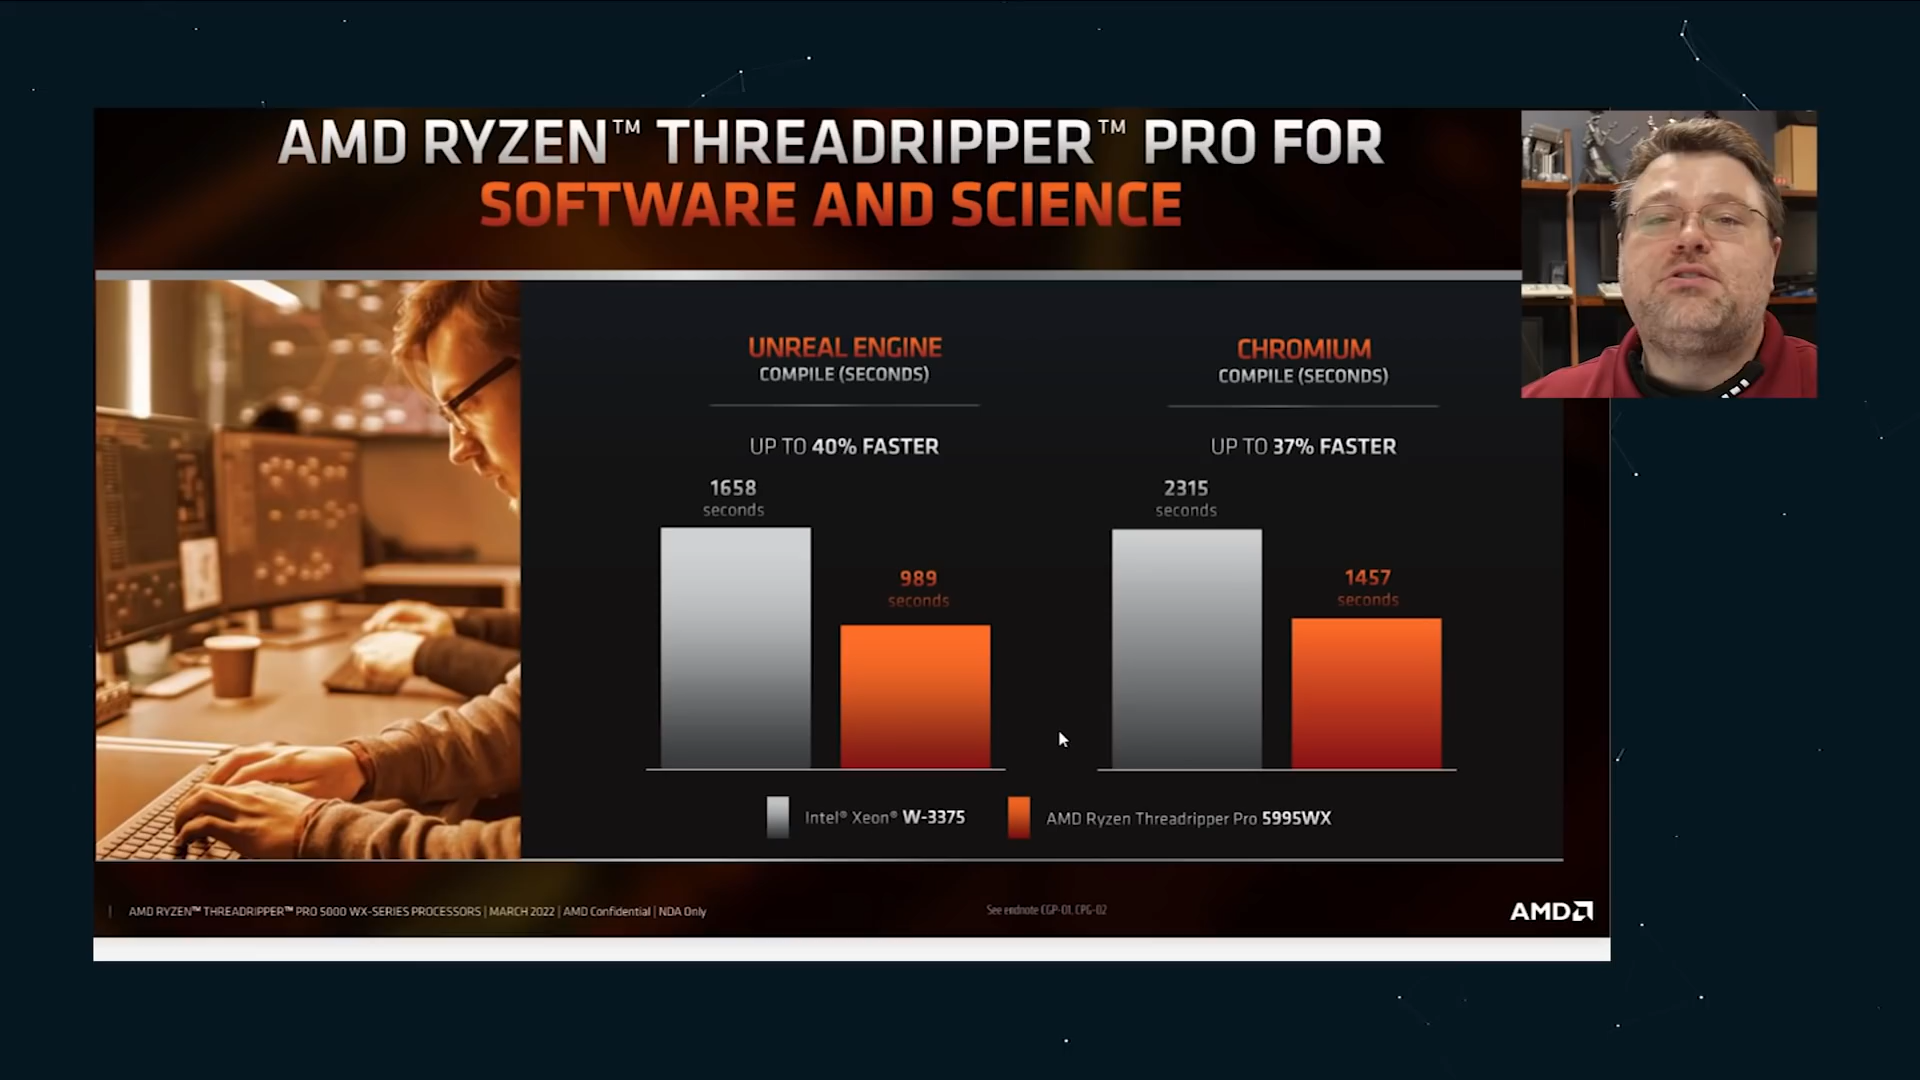 AMD RYZEN™ THREADRIPPER™ PRO FOR
SOFTWARE AND SCIENCE
UNREAL ENGINE
COMPILE (SECONDS)
UP TO 40% FASTER
1658
seconds
989
seconds
CHROMIUM
COMPILE (SECONDS)
UP TO 37% FASTER
2315
seconds
1457
seconds
Intel® Xeon® W-3375
AMD Ryzen Threadripper Pro 5995WX
AMD RYZEN™ THREADRIPPER™ PRO 5000 WX-SERIES PROCESSORS | MARCH 2022 | AMD Confidential | NDA Only
See endnote CGP-01, CPG-02
AMD